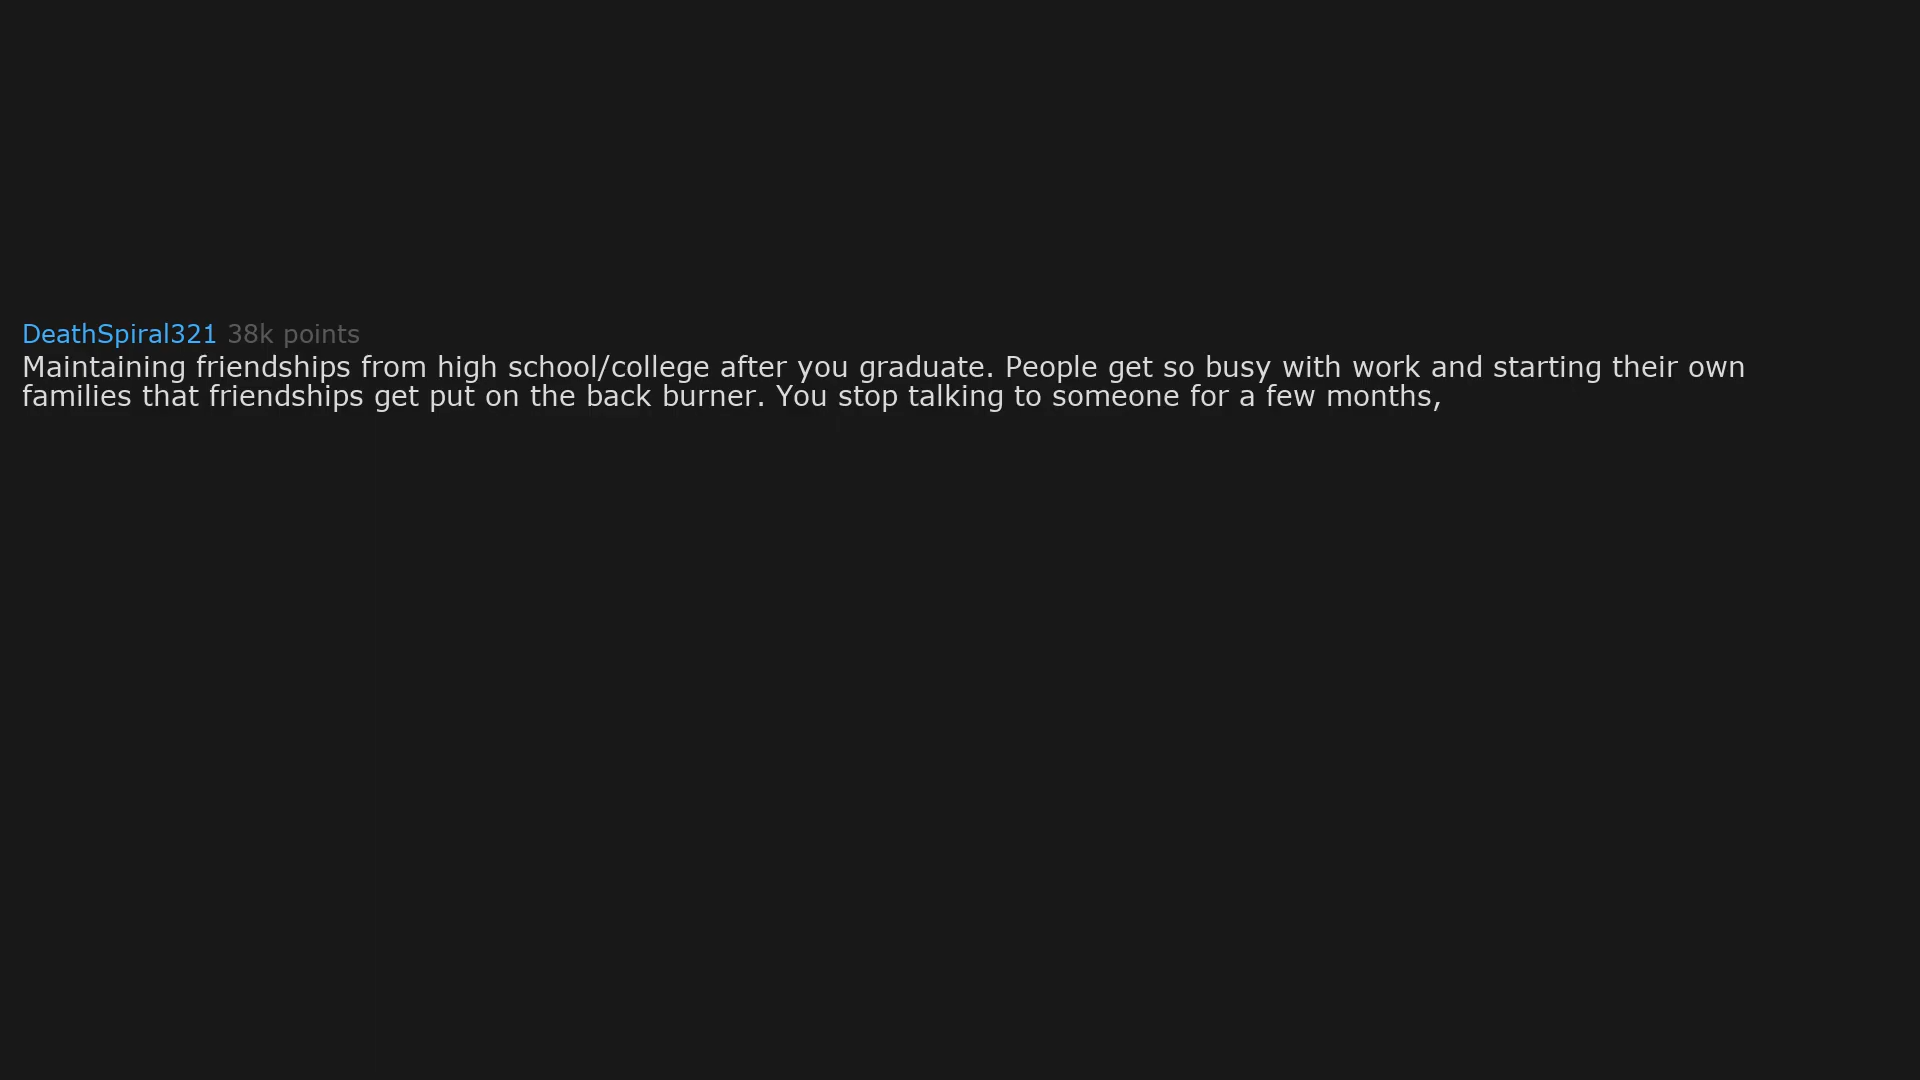 DeathSpiral321 38k points
Maintaining friendships from high school/college after you graduate. People get so busy with work and starting their own
families that friendships get put on the back burner. You stop talking to someone for a few months,